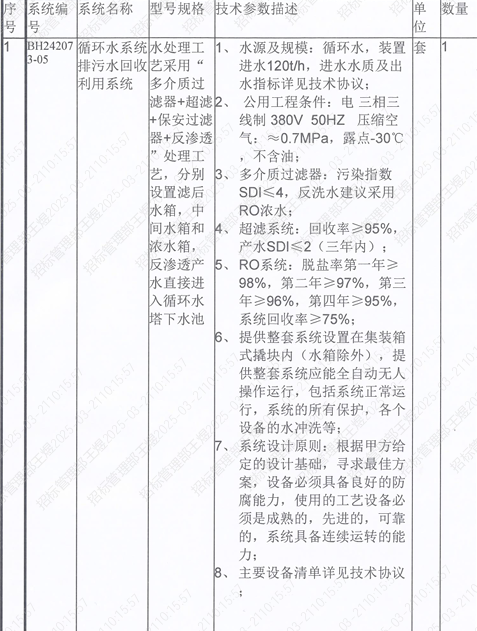 序号 系统编号 系统名称 型号规格 技术参数描述 单位 数量
1
BH24207
3-05
循环水系统
排污水回收
利用系统
水处理工
艺采用“
多介质过
滤器+超滤
+保安过滤
器+反渗透
”处理工
艺，分别
设置滤后
水箱，中
间水箱和
浓水箱，
反渗透产
水直接进
入循环水
塔下水池
1、水源及规模：循环水，装置
进水120t/h，进水水质及出
水指标详见技术协议；
2、 公用工程条件：电 三相三
线制 380V 50HZ 压缩空
气：≈0.7MPa，露点-30℃
，不含油；
3、多介质过滤器：污染指数
SDI≤4，反洗水建议采用
RO浓水；
4、超滤系统：回收率≥95%，
产水SDI≤2（三年内）；
5、RO系统：脱盐率第一年≥
98%，第二年≥97%，第三
年≥96%，第四年≥95%，
系统回收率≥75%；
6、提供整套系统设置在集装箱
式撬块内（水箱除外），提
供整套系统应能全自动无人
操作运行，包括系统正常运
行，系统的所有保护，各个
设备的水冲洗等；
7、系统设计原则：根据甲方给
定的设计基础，寻求最佳方
案，设备必须具备良好的防
腐能力，使用的工艺设备必
须是成熟的，先进的，可靠
的，系统具备连续运转的能
力；
8、主要设备清单详见技术协议
；
套
1